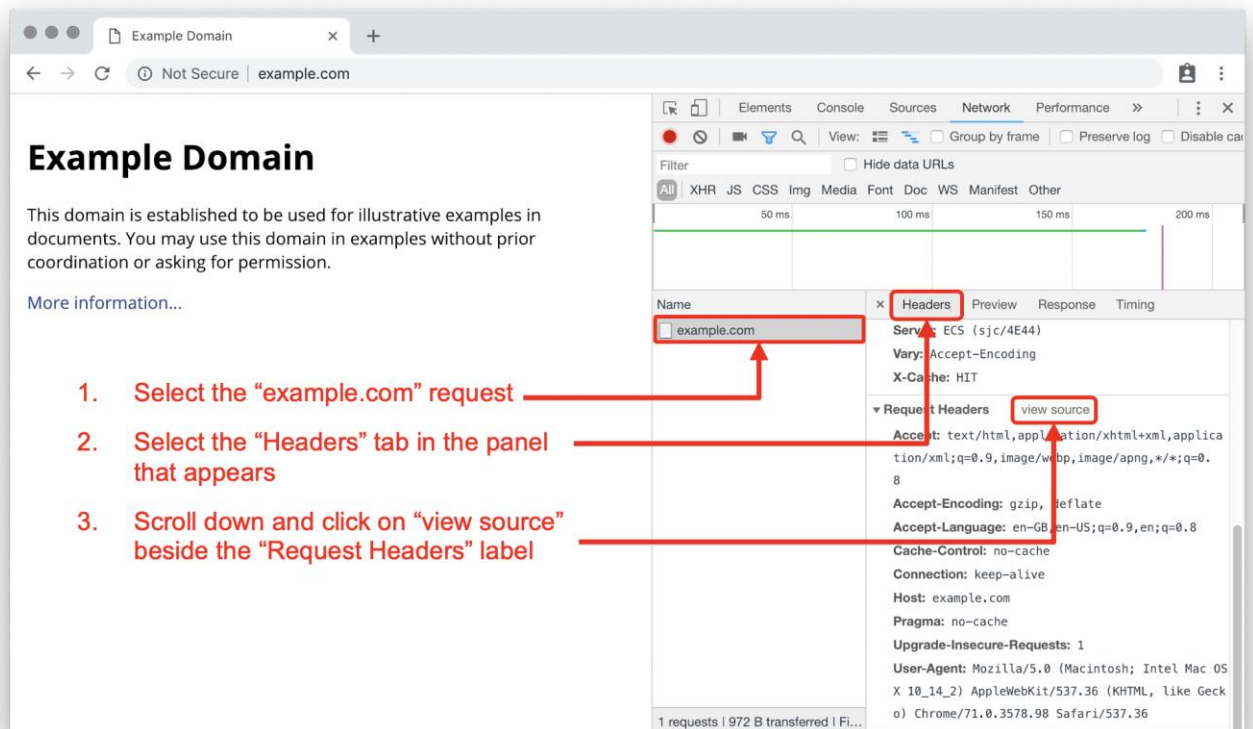 Example Domain
Not Secure | example.com
Elements Console Sources Network Performance »
View: Group by frame Preserve log Disable
Filter Hide data URLs
All XHR JS CSS Img Media Font Doc WS Manifest Other
50 ms 100 ms 150 ms 200 ms
Example Domain
This domain is established to be used for illustrative examples in
documents. You may use this domain in examples without prior
coordination or asking for permission.
More information...
1. Select the “example.com” request
2. Select the “Headers” tab in the panel
that appears
3. Scroll down and click on “view source”
beside the “Request Headers” label
Name
example.com
1 requests | 972 B transferred | Fi...
× Headers Preview Response Timing
ECS (sjc/4E44)
Vary: Accept-Encoding
X-Cache: HIT
▾ Request Headers view source
Accept: text/html,application/xhtml+xml,applica
tion/xml;q=0.9,image/webp,image/apng,*/*;q=0.
8
Accept-Encoding: gzip, deflate
Accept-Language: en-GB,en-US;q=0.9,en;q=0.8
Cache-Control: no-cache
Connection: keep-alive
Host: example.com
Pragma: no-cache
Upgrade-Insecure-Requests: 1
User-Agent: Mozilla/5.0 (Macintosh; Intel Mac OS
X 10_14_2) AppleWebKit/537.36 (KHTML, like Geck
o) Chrome/71.0.3578.98 Safari/537.36